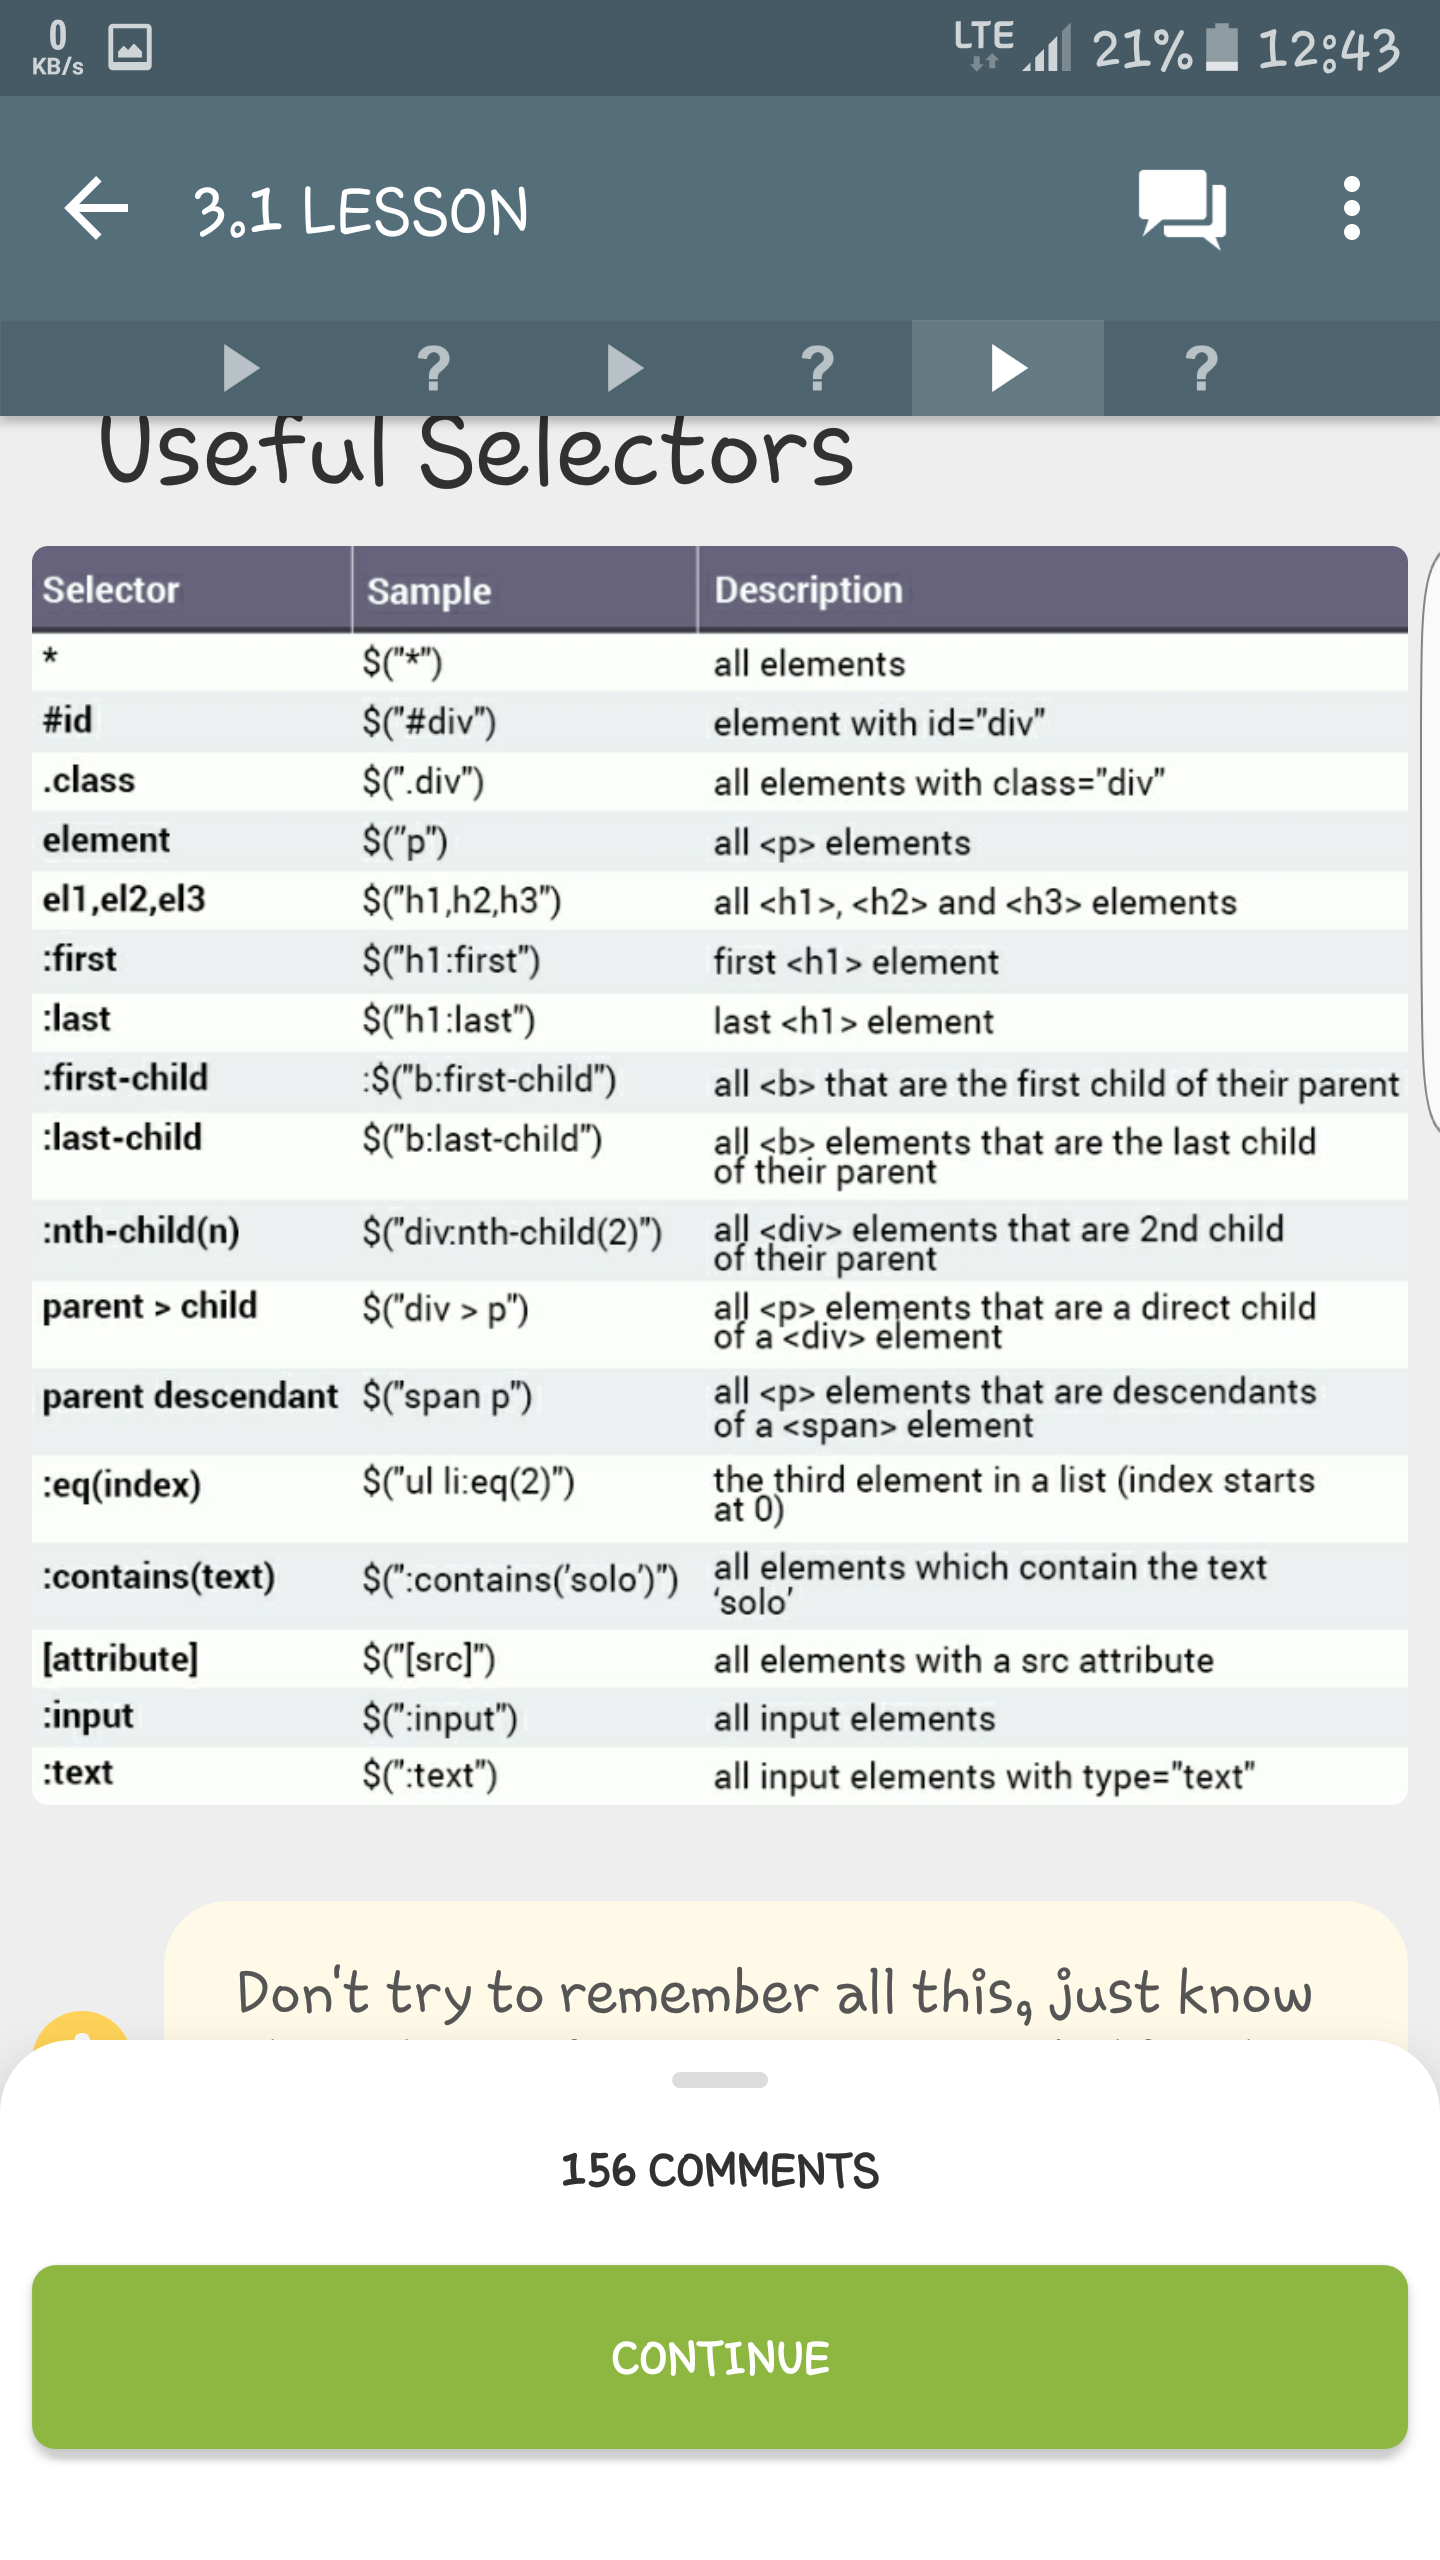 0
KB/s
LTE 21% 12:43
3.1 LESSON
? ? ?
Useful Selectors
Selector Sample Description
* $("*") all elements
#id $("#div") element with id="div"
.class $(".div") all elements with class="div"
element $("p") all <p> elements
el1,el2,el3 $("h1,h2,h3") all <h1>, <h2> and <h3> elements
:first $("h1:first") first <h1> element
:last $("h1:last") last <h1> element
:first-child :$("b:first-child") all <b> that are the first child of their parent
:last-child $("b:last-child") all <b> elements that are the last child
of their parent
:nth-child(n) $("div:nth-child(2)") all <div> elements that are 2nd child
of their parent
parent > child $("div > p") all <p> elements that are a direct child
of a <div> element
parent descendant $("span p") all <p> elements that are descendants
of a <span> element
:eq(index) $("ul li:eq(2)") the third element in a list (index starts
at 0)
:contains(text) $(":contains('solo')") all elements which contain the text
‘solo’
[attribute] $("[src]") all elements with a src attribute
:input $(":input") all input elements
:text $(":text") all input elements with type="text"
Don't try to remember all this, just know
156 COMMENTS
CONTINUE